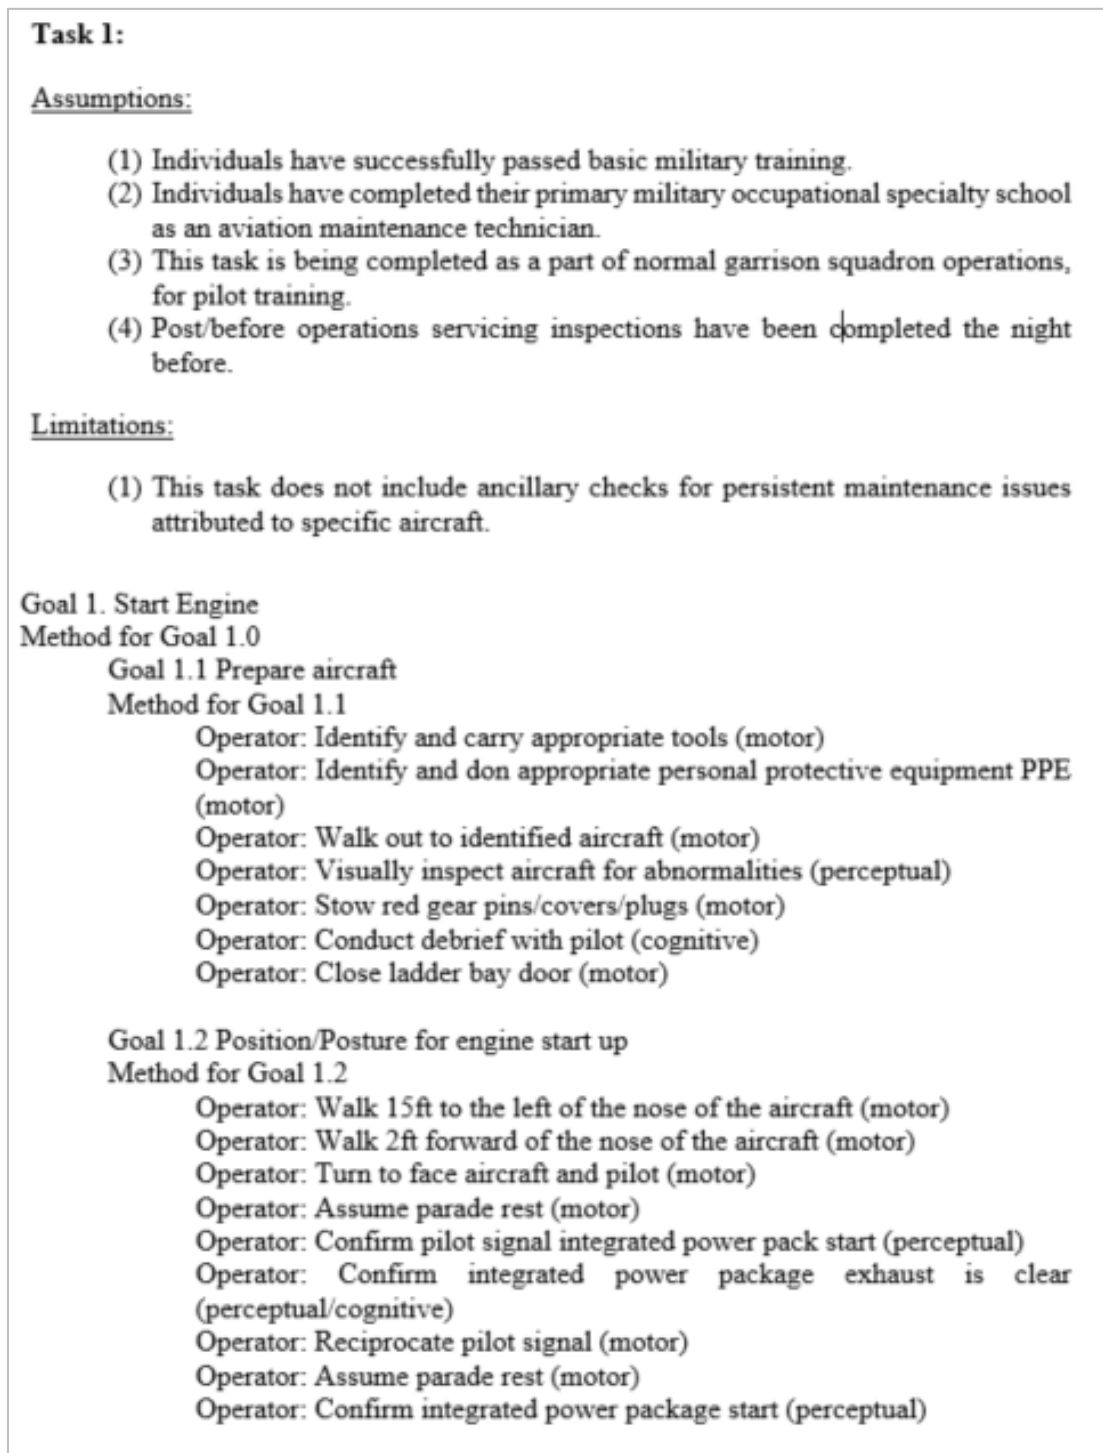 Task 1:
Assumptions:
(1) Individuals have successfully passed basic military training.
(2) Individuals have completed their primary military occupational specialty school
as an aviation maintenance technician.
(3) This task is being completed as a part of normal garrison squadron operations,
for pilot training.
(4) Post/before operations servicing inspections have been completed the night
before.
Limitations:
(1) This task does not include ancillary checks for persistent maintenance issues
attributed to specific aircraft.
Goal 1. Start Engine
Method for Goal 1.0
Goal 1.1 Prepare aircraft
Method for Goal 1.1
Operator: Identify and carry appropriate tools (motor)
Operator: Identify and don appropriate personal protective equipment PPE
(motor)
Operator: Walk out to identified aircraft (motor)
Operator: Visually inspect aircraft for abnormalities (perceptual)
Operator: Stow red gear pins/covers/plugs (motor)
Operator: Conduct debrief with pilot (cognitive)
Operator: Close ladder bay door (motor)
Goal 1.2 Position/Posture for engine start up
Method for Goal 1.2
Operator: Walk 15ft to the left of the nose of the aircraft (motor)
Operator: Walk 2ft forward of the nose of the aircraft (motor)
Operator: Turn to face aircraft and pilot (motor)
Operator: Assume parade rest (motor)
Operator: Confirm pilot signal integrated power pack start (perceptual)
Operator: Confirm integrated power package exhaust is clear
(perceptual/cognitive)
Operator: Reciprocate pilot signal (motor)
Operator: Assume parade rest (motor)
Operator: Confirm integrated power package start (perceptual)